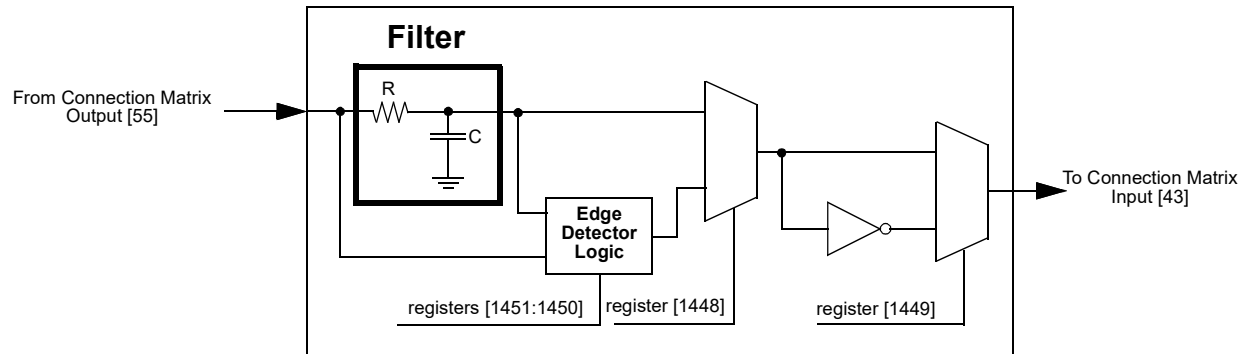 Filter
R
C
From Connection Matrix
Output [55]
To Connection Matrix
Input [43]
Edge
Detector
Logic
registers [1451:1450]
register [1448]
register [1449]